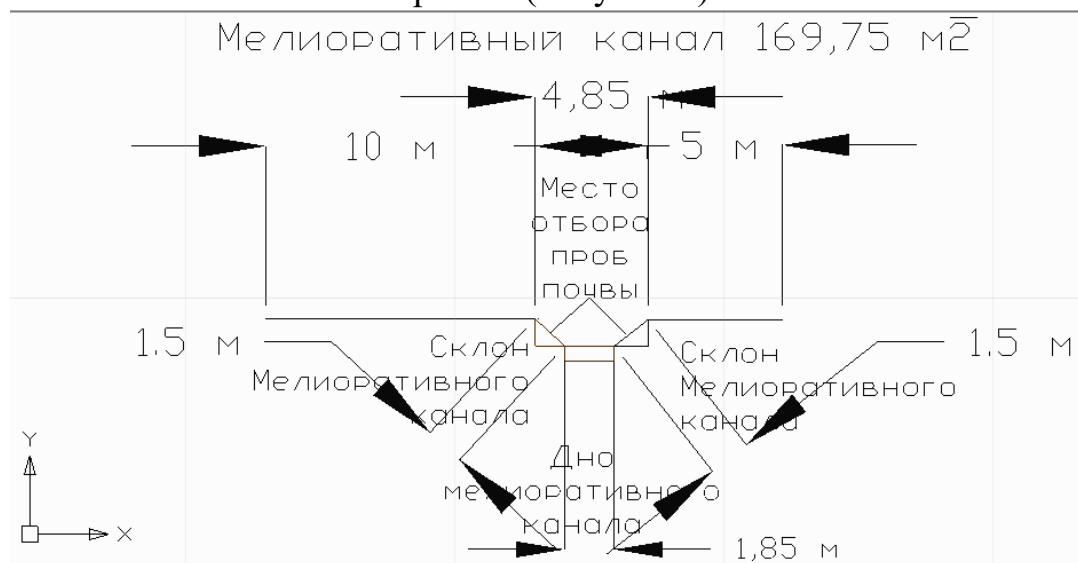 Мелиоративный канал 169,75 м2
4,85 м
10 м
5 м
Место
отбора
проб
почвы
1.5 м
Склон
Мелиоративного
канала
Склон
Мелиоративного
канала
1.5 м
Дно
мелиоративного
канала
1,85 м
Y
X